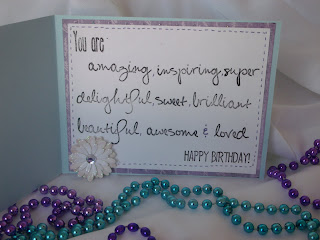 You are
amazing, inspiring, super
delightful, sweet, brilliant
beautiful, awesome & loved
HAPPY BIRTHDAY!